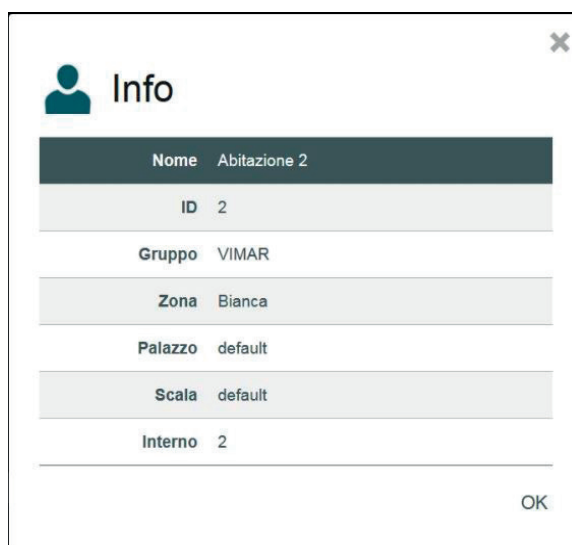 Info
Nome Abitazione 2
ID 2
Gruppo VIMAR
Zona Bianca
Palazzo default
Scala default
Interno 2
OK